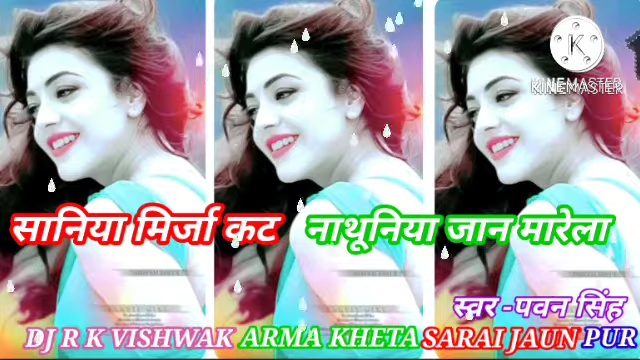 K
KINEMASTER
सानिया मिर्जा कट नाथूनिया जान मारेला
स्वर -पवन सिंह
DJ R K VISHWAK ARMA KHETA SARAI JAUN PUR